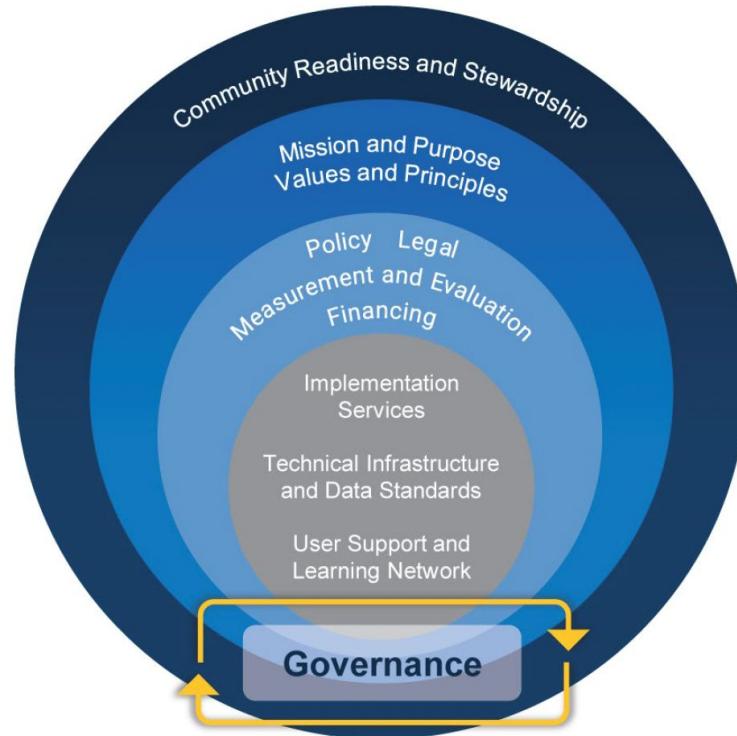 Community Readiness and Stewardship
Mission and Purpose
Values and Principles
Policy Legal
Measurement and Evaluation
Financing
Implementation
Services
Technical Infrastructure
and Data Standards
User Support and
Learning Network
Governance